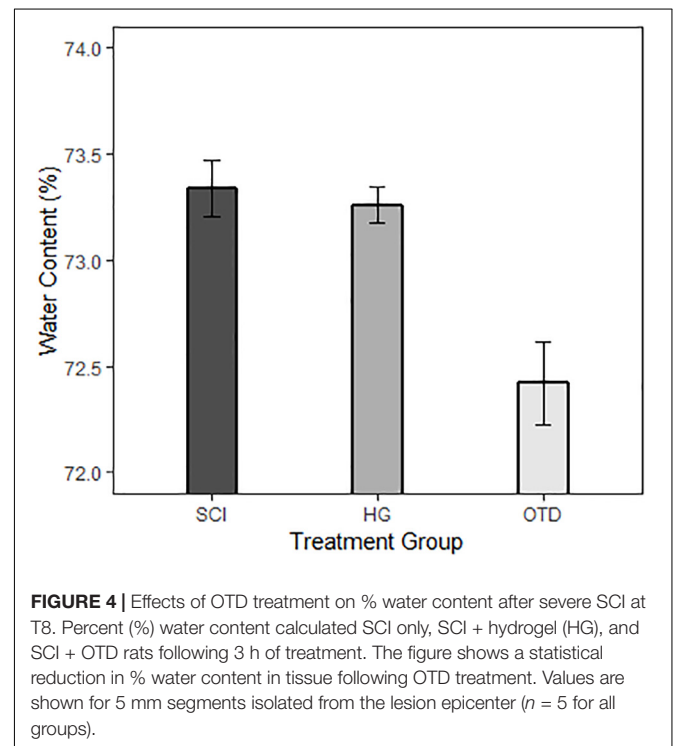 74.0
73.5
73.0
72.5
72.0
Water Content (%)
SCI HG OTD
Treatment Group
FIGURE 4 | Effects of OTD treatment on % water content after severe SCI at
T8. Percent (%) water content calculated SCI only, SCI + hydrogel (HG), and
SCI + OTD rats following 3 h of treatment. The figure shows a statistical
reduction in % water content in tissue following OTD treatment. Values are
shown for 5 mm segments isolated from the lesion epicenter (n = 5 for all
groups).